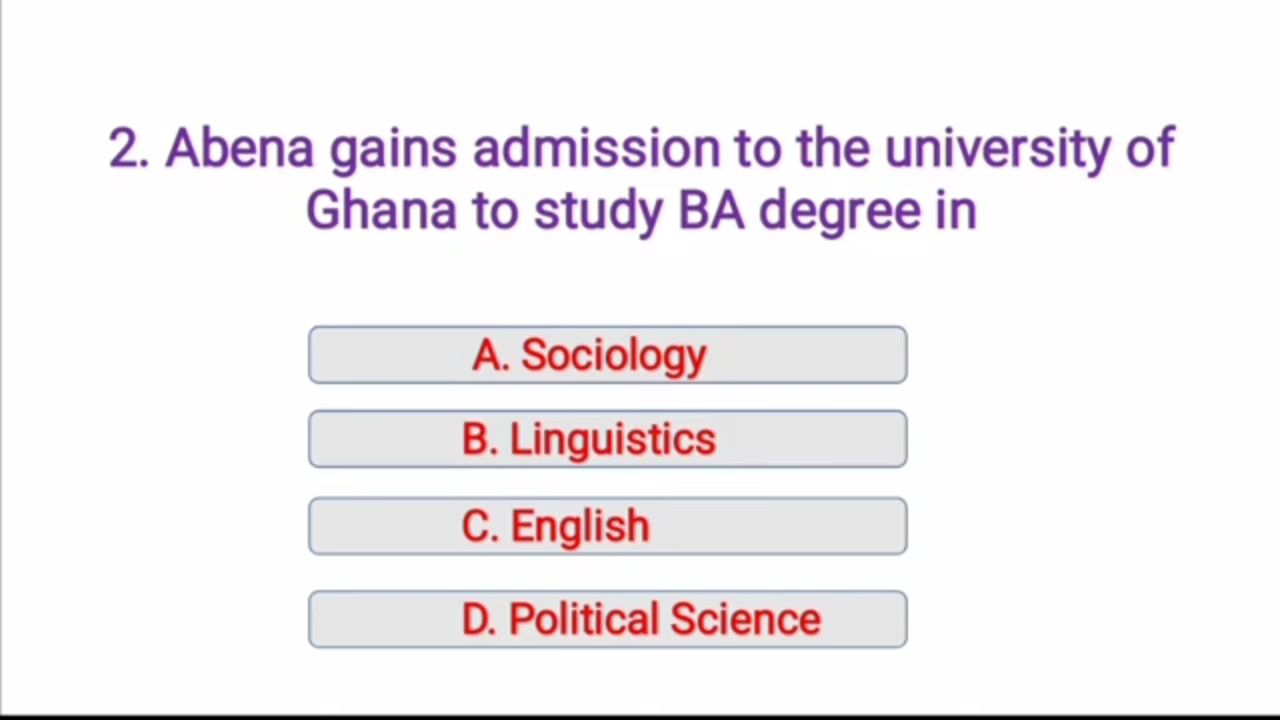 2. Abena gains admission to the university of
Ghana to study BA degree in
A. Sociology
B. Linguistics
C. English
D. Political Science